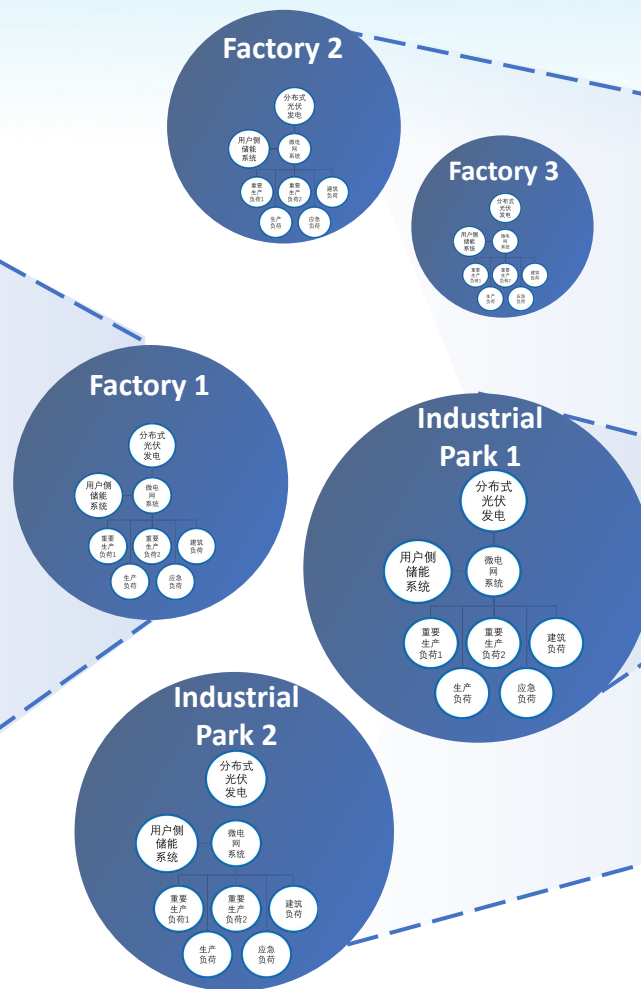 Factory 2
分布式
光伏
发电
用户侧
储能
系统
微电
网
系统
重要
生产
负荷1
重要
生产
负荷2
建筑
负荷
生产
负荷
应急
负荷
Factory 3
分布式
光伏
发电
用户侧
储能
系统
微电
网
系统
重要
生产
负荷1
重要
生产
负荷2
建筑
负荷
生产
负荷
应急
负荷
Factory 1
分布式
光伏
发电
用户侧
储能
系统
微电
网
系统
重要
生产
负荷1
重要
生产
负荷2
建筑
负荷
生产
负荷
应急
负荷
Industrial
Park 1
分布式
光伏
发电
用户侧
储能
系统
微电
网
系统
重要
生产
负荷1
重要
生产
负荷2
建筑
负荷
生产
负荷
应急
负荷
Industrial
Park 2
分布式
光伏
发电
用户侧
储能
系统
微电
网
系统
重要
生产
负荷1
重要
生产
负荷2
建筑
负荷
生产
负荷
应急
负荷